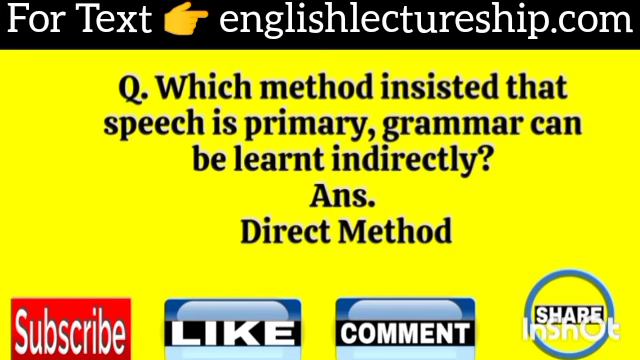 For Text 👉 englishlectureship.com
Q. Which method insisted that
speech is primary, grammar can
be learnt indirectly?
Ans.
Direct Method
Subscribe
LIKE
COMMENT
SHARE
InShOt